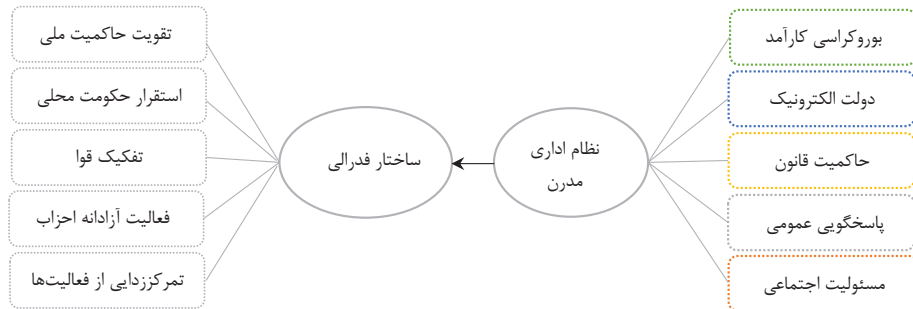 بوروکراسی کارآمد
دولت الکترونیک
حاکمیت قانون
پاسخگویی عمومی
مسئولیت اجتماعی
نظام اداری
مدرن
ساختار فدرالی
تقویت حاکمیت ملی
استقرار حکومت محلی
تفکیک قوا
فعالیت آزادانه احزاب
تمرکززدایی از فعالیت‌ها